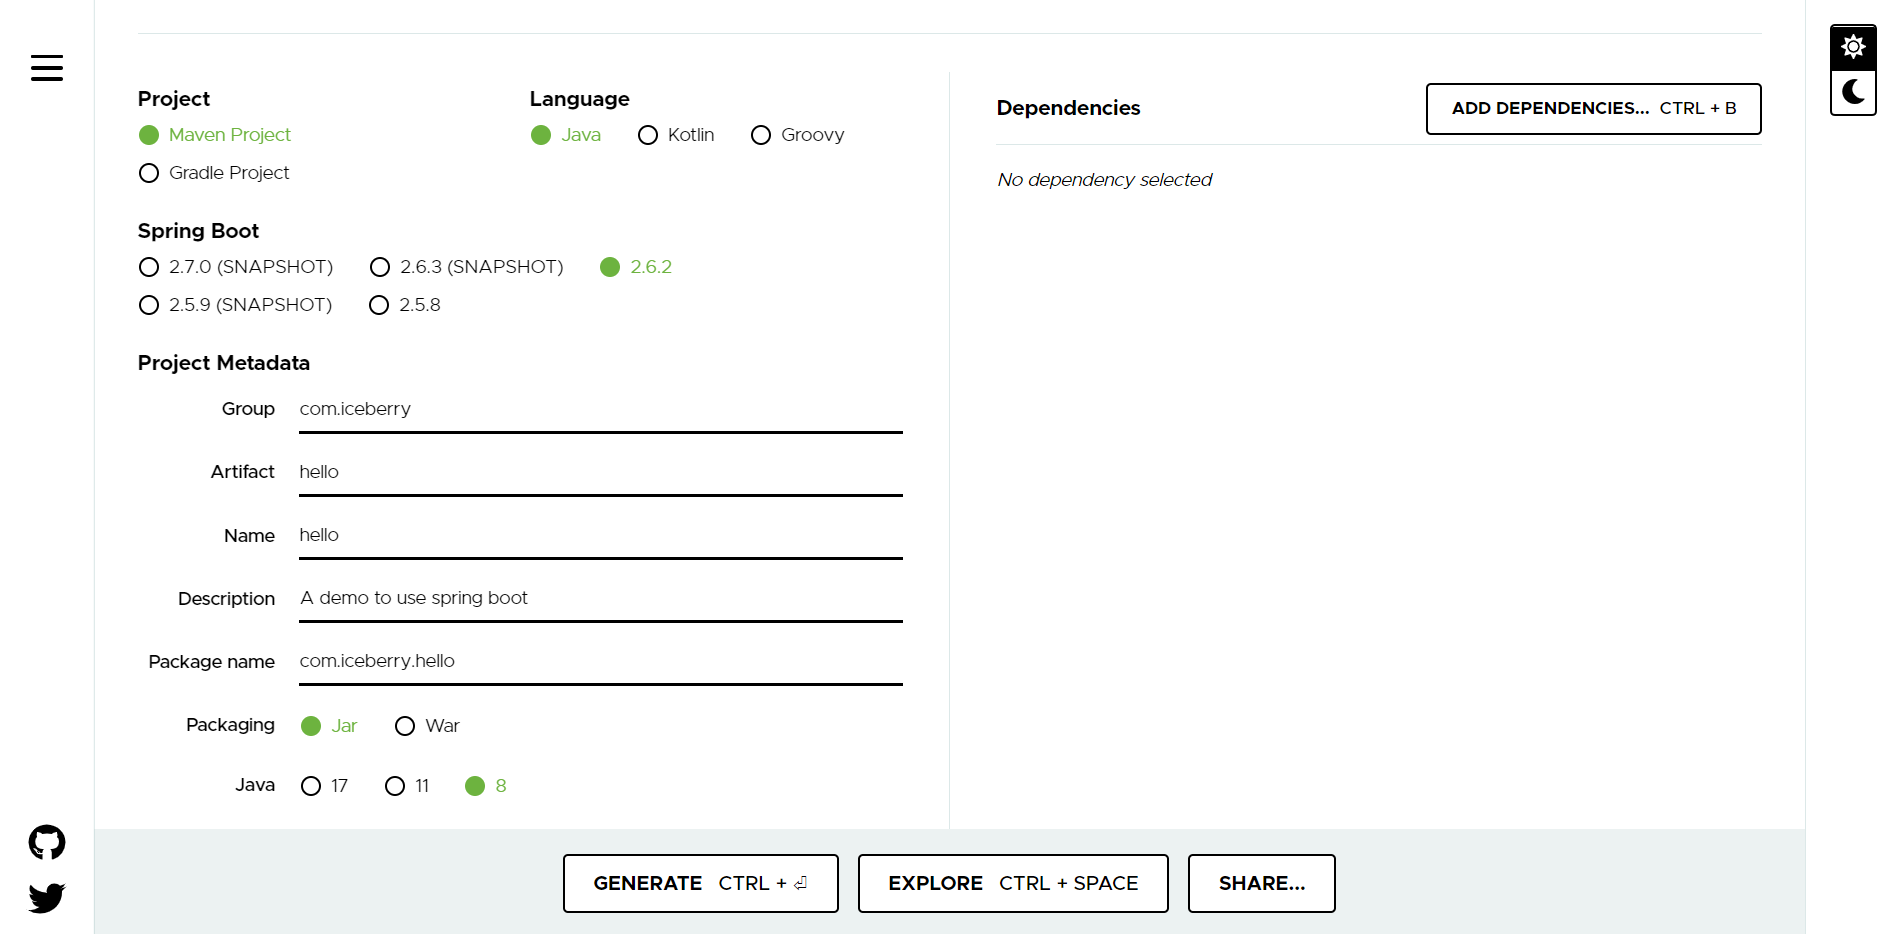 Project
Maven Project
Gradle Project
Language
Java Kotlin Groovy
Spring Boot
2.7.0 (SNAPSHOT) 2.6.3 (SNAPSHOT) 2.6.2
2.5.9 (SNAPSHOT) 2.5.8
Project Metadata
Group com.iceberry
Artifact hello
Name hello
Description A demo to use spring boot
Package name com.iceberry.hello
Packaging Jar War
Java 17 11 8
Dependencies
ADD DEPENDENCIES... CTRL + B
No dependency selected
GENERATE CTRL + ⏎
EXPLORE CTRL + SPACE
SHARE...